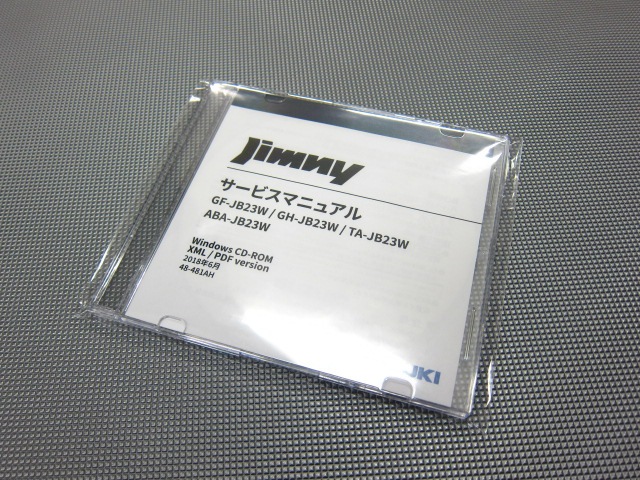 Jimny
サービスマニュアル
GF-JB23W / GH-JB23W / TA-JB23W
ABA-JB23W
Windows CD-ROM
XML / PDF version
2018年6月
48-481AH
UKI